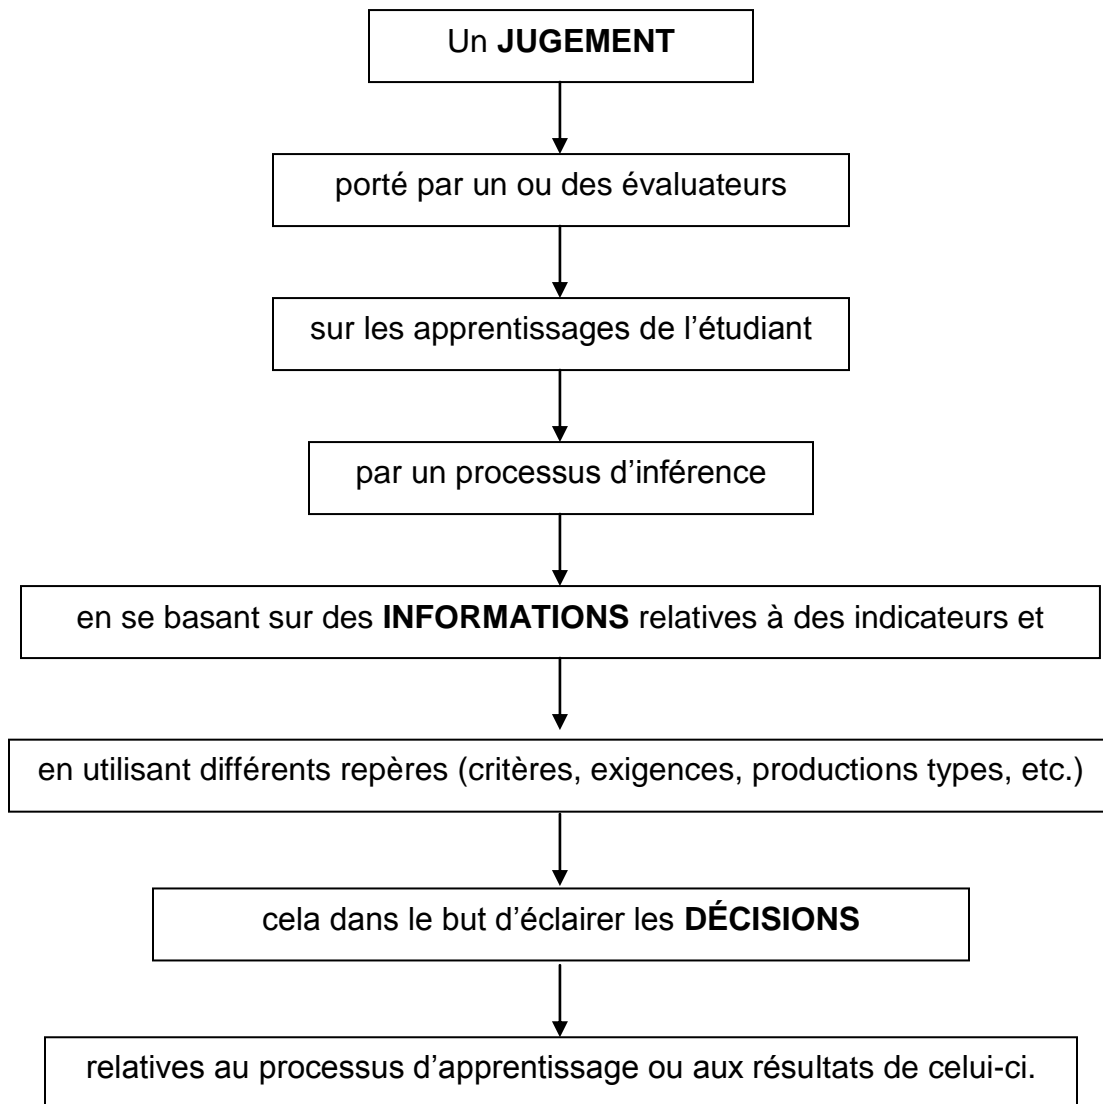 Un JUGEMENT
porté par un ou des évaluateurs
sur les apprentissages de l’étudiant
par un processus d’inférence
en se basant sur des INFORMATIONS relatives à des indicateurs et
en utilisant différents repères (critères, exigences, productions types, etc.)
cela dans le but d’éclairer les DÉCISIONS
relatives au processus d’apprentissage ou aux résultats de celui-ci.